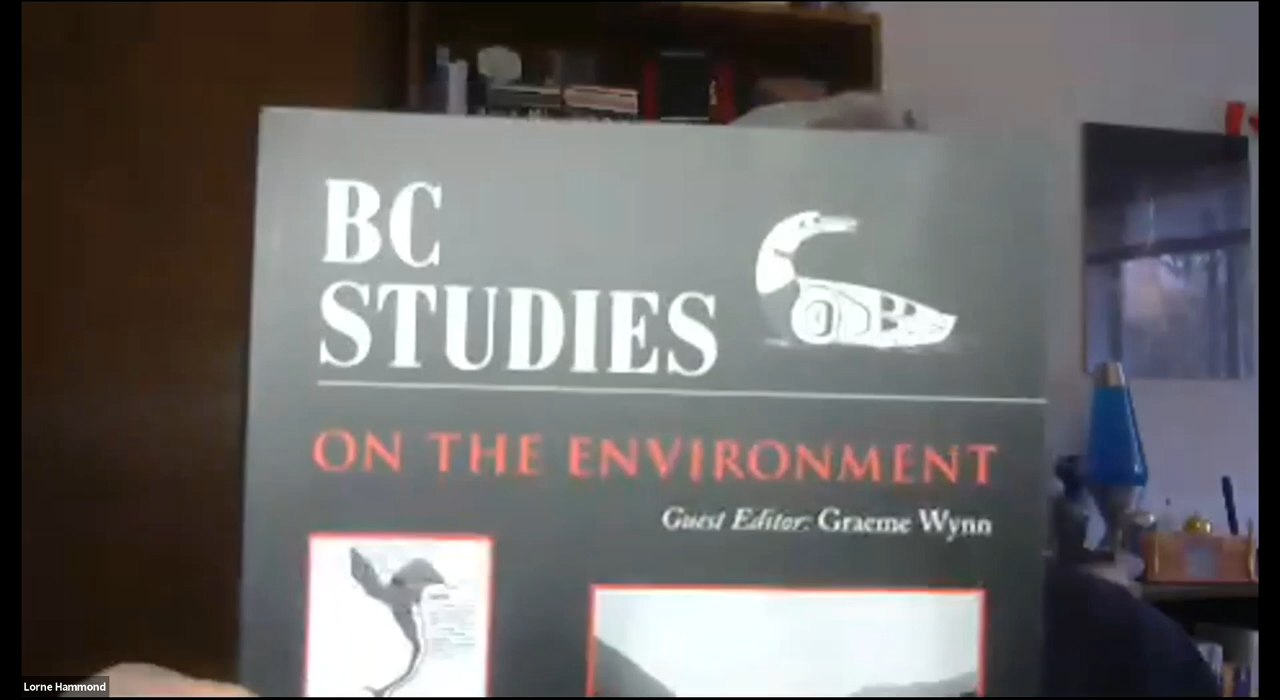 BC
STUDIES
ON THE ENVIRONMENT
Guest Editor: Graeme Wynn
Lorne Hammond